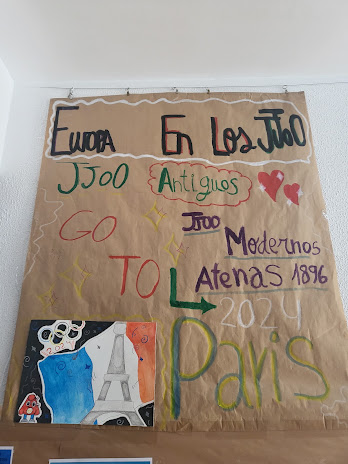 Europa En Los JJOO
JJOO Antiguos
JJOO
GO Modernos
TO Atenas 1896
2024
Paris